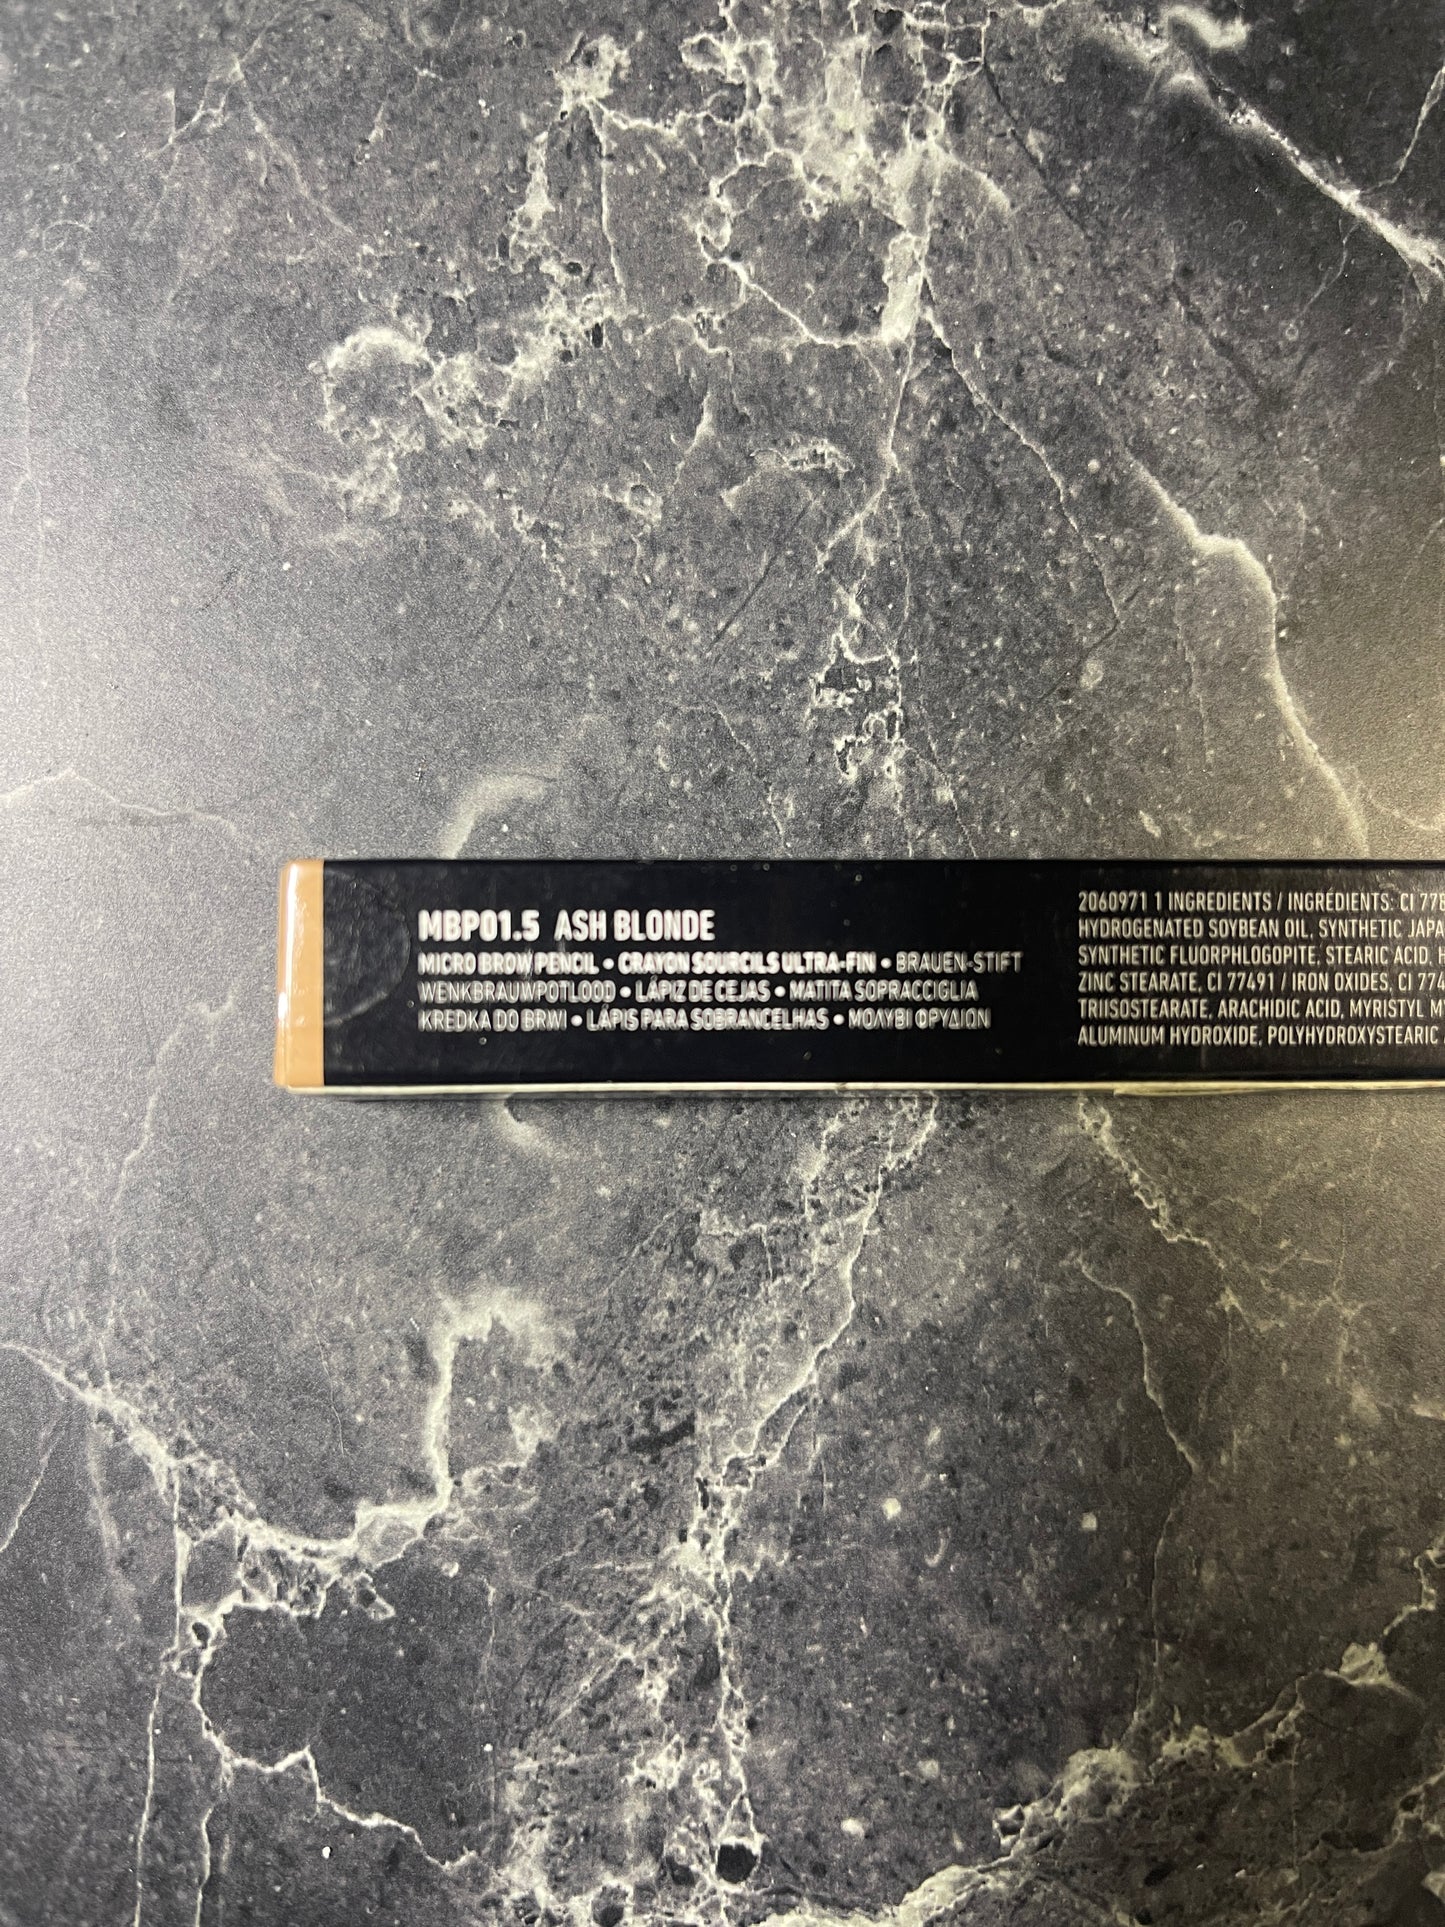 MBP01.5 ASH BLONDE
MICRO BROW PENCIL • CRAYON SOURCILS ULTRA-FIN • BRAUEN-STIFT
WENKBRAUWPOTLOOD • LÁPIZ DE CEJAS • MATITA SOPRACCIGLIA
KREDKA DO BRWI • LÁPIS PARA SOBRANCELHAS • ΜΟΛΥΒΙ ΦΡΥΔΙΩΝ
2060971 1 INGREDIENTS / INGRÉDIENTS: CI
HYDROGENATED SOYBEAN OIL, SYNTHETIC
SYNTHETIC FLUORPHLOGOPITE, STEARIC ACID,
ZINC STEARATE, CI 77491 / IRON OXIDES, CI
TRIISOSTEARATE, ARACHIDIC ACID, MYRISTYL
ALUMINUM HYDROXIDE, POLYHYDROXYSTEARIC